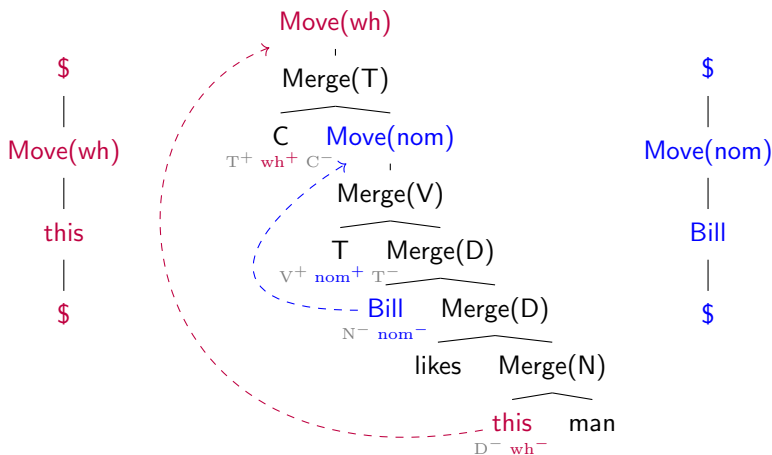 Move(wh)
$ Merge(T) $
C Move(nom)
T⁺ wh⁺ C⁻
Move(wh) Merge(V) Move(nom)
this T Merge(D) Bill
V⁺ nom⁺ T⁻
$ Bill Merge(D) $
N⁻ nom⁻
likes Merge(N)
this man
D⁻ wh⁻